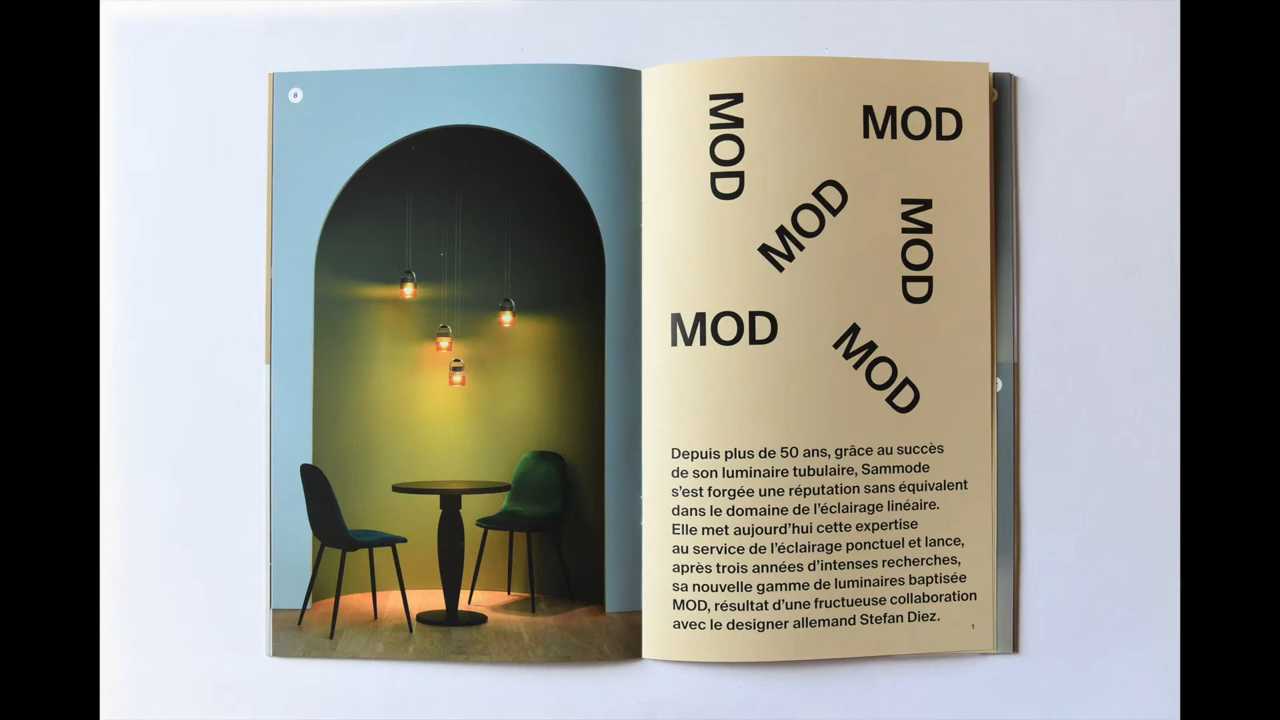 8
MOD
MOD
MOD
MOD
MOD
MOD
Depuis plus de 50 ans, grâce au succès
de son luminaire tubulaire, Sammode
s’est forgée une réputation sans équivalent
dans le domaine de l’éclairage linéaire.
Elle met aujourd’hui cette expertise
au service de l’éclairage ponctuel et lance,
après trois années d’intenses recherches,
sa nouvelle gamme de luminaires baptisée
MOD, résultat d’une fructueuse collaboration
avec le designer allemand Stefan Diez.
1